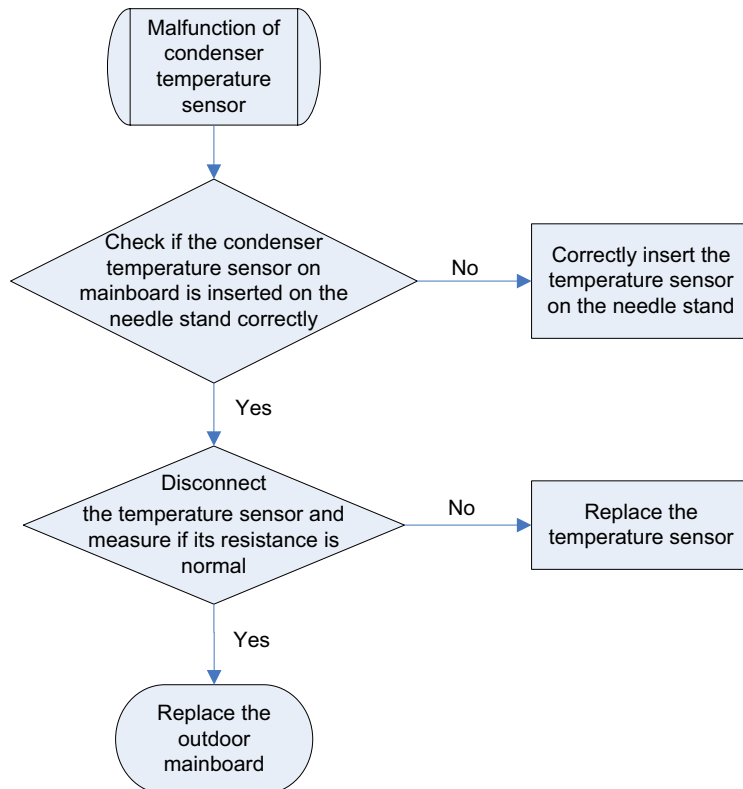 Malfunction of
condenser
temperature
sensor
Check if the condenser
temperature sensor on
mainboard is inserted on the
needle stand correctly
No
Correctly insert the
temperature sensor
on the needle stand
Yes
Disconnect
the temperature sensor and
measure if its resistance is
normal
No
Replace the
temperature sensor
Yes
Replace the
outdoor
mainboard